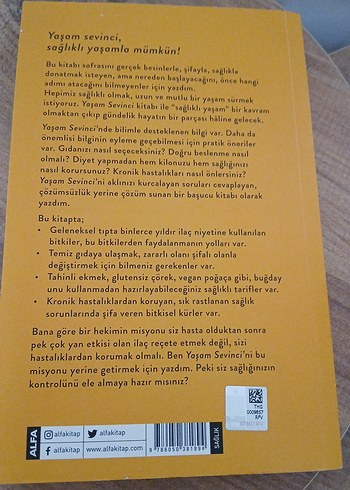 Yaşam sevinci,
sağlıklı yaşamla mümkün!
Bu kitabı sofrasını gerçek besinlerle, şifayla, sağlıkla
donatmak isteyen, ama nereden başlayacağını, önce hangi
adımı atacağını bilmeyenler için yazdım.
Hepimiz sağlıklı olmak, uzun ve mutlu bir yaşam sürmek
istiyoruz. Yaşam Sevinci kitabı ile "sağlıklı yaşam" bir kavram
olmaktan çıkıp gündelik hayatın bir parçası hâline gelecek.
Yaşam Sevinci'nde bilimle desteklenen bilgi var. Daha da
önemlisi bilginin eyleme geçebilmesi için pratik öneriler
var. Gıdanızı nasıl seçeceksiniz? Doğru beslenme nasıl
olmalı? Diyet yapmadan hem kilonuzu hem sağlığınızı
nasıl korursunuz? Kronik hastalıkları nasıl önlersiniz?
Yaşam Sevinci'ni aklınızı kurcalayan soruları cevaplayan,
çözümsüzlük yerine çözüm sunan bir başucu kitabı olarak
yazdım.
Bu kitapta;
• Geleneksel tıpta binlerce yıldır ilaç niyetine kullanılan
bitkiler, bu bitkilerden faydalanmanın yolları var.
• Temiz gıdaya ulaşmak, zararlı olanı şifalı olanla
değiştirmek için bilmeniz gerekenler var.
• Tahinli ekmek, glutensiz çörek, vegan poğaça gibi, buğday
unu kullanmadan hazırlayabileceğiniz sağlıklı tarifler var.
• Kronik hastalıklardan koruyan, sık rastlanan sağlık
sorunlarında şifa veren bitkisel kürler var.
Bana göre bir hekimin misyonu siz hasta olduktan sonra
pek çok yan etkisi olan ilaç reçete etmek değil, sizi
hastalıklardan korumak olmalı. Ben Yaşam Sevinci'ni bu
misyonu yerine getirmek için yazdım. Peki siz sağlığınızın
kontrolünü ele almaya hazır mısınız?
ALFA
alfakitap alfakitap
alfakitap www.alfakitap.com
SAĞLIK
THG
0009857
RPV